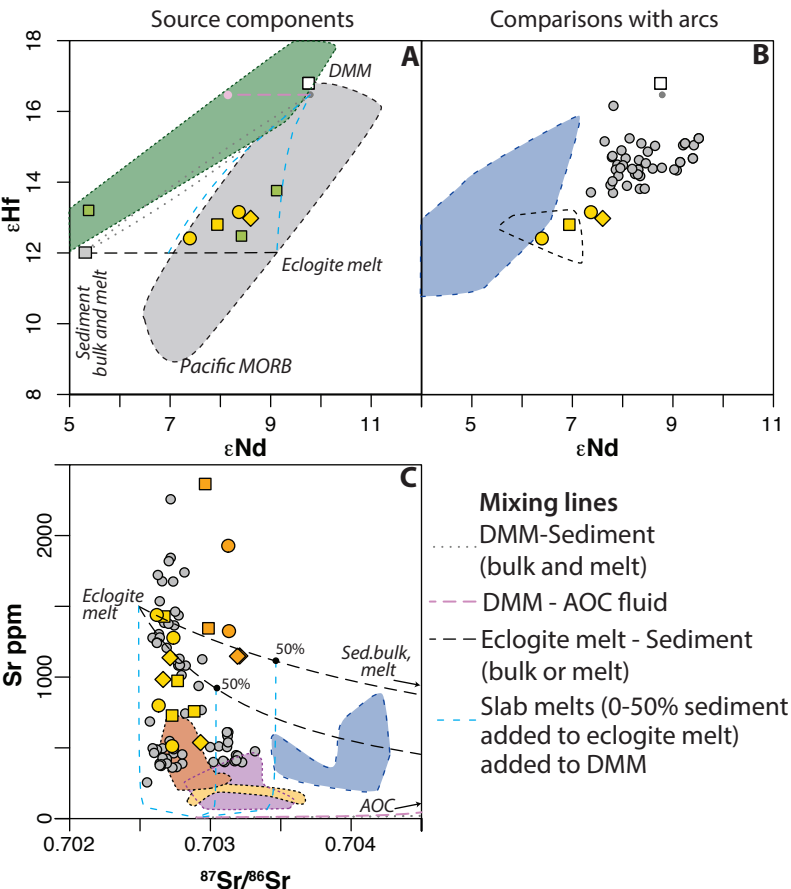 Source components
Comparisons with arcs
A
B
18
16
14
12
10
8
εHf
DMM
Eclogite melt
Sediment
bulk and melt
Pacific MORB
5
7
9
11
5
7
9
11
εNd
εNd
C
2000
1000
0
Sr ppm
Eclogite
melt
50%
50%
Sed.bulk,
melt
AOC
0.702
0.703
0.704
⁸⁷Sr/⁸⁶Sr
Mixing lines
DMM-Sediment
(bulk and melt)
DMM - AOC fluid
Eclogite melt - Sediment
(bulk or melt)
Slab melts (0-50% sediment
added to eclogite melt)
added to DMM